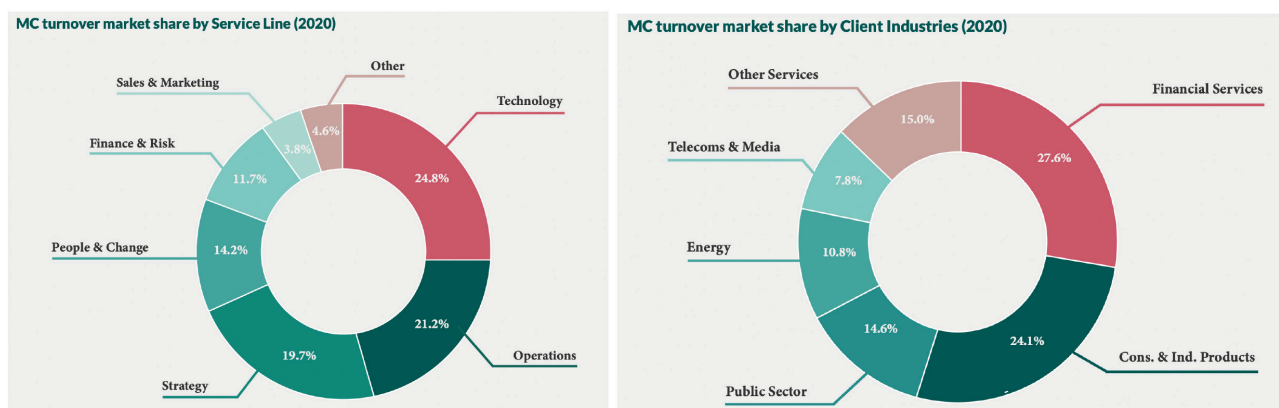 MC turnover market share by Service Line (2020)
Other
Sales & Marketing
Technology
4.6%
3.8%
Finance & Risk
11.7%
24.8%
People & Change
14.2%
21.2%
19.7%
Operations
Strategy
MC turnover market share by Client Industries (2020)
Other Services
Financial Services
15.0%
Telecoms & Media
27.6%
7.8%
Energy
10.8%
14.6%
24.1%
Cons. & Ind. Products
Public Sector